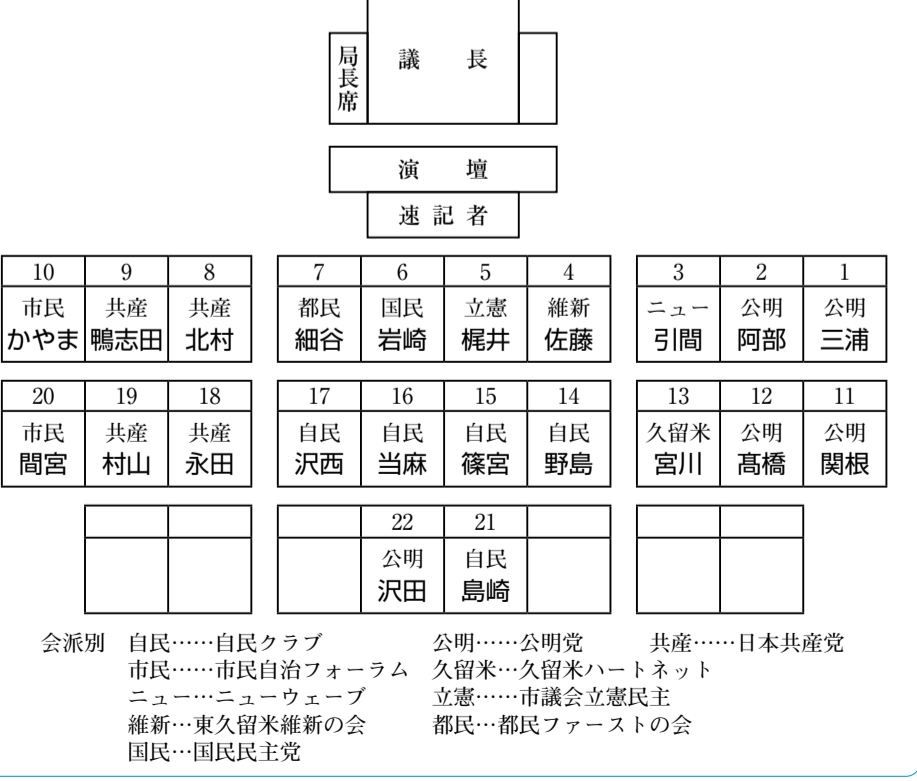 議 長
局長席
演 壇
速記者
10 9 8 7 6 5 4 3 2 1
市民 共産 共産 都民 国民 立憲 維新 ニュー 公明 公明
かやま 鴨志田 北村 細谷 岩崎 梶井 佐藤 引間 阿部 三浦
20 19 18 17 16 15 14 13 12 11
市民 共産 共産 自民 自民 自民 自民 久留米 公明 公明
間宮 村山 永田 沢西 当麻 篠宮 野島 宮川 髙橋 関根
22 21
公明 自民
沢田 島崎
会派別 自民……自民クラブ 公明……公明党 共産……日本共産党
市民……市民自治フォーラム 久留米…久留米ハートネット
ニュー…ニューウェーブ 立憲……市議会立憲民主
維新…東久留米維新の会 都民…都民ファーストの会
国民…国民民主党